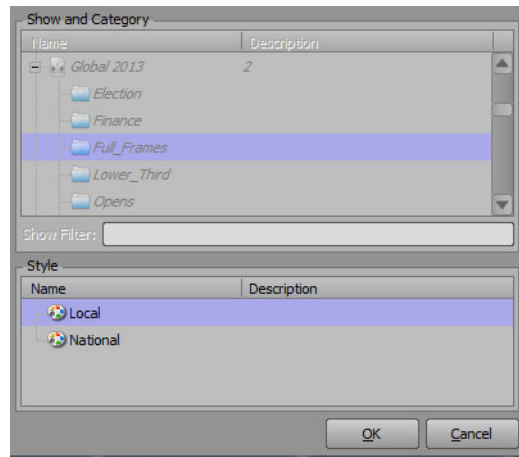 Show and Category
Name Description
Global 2013 2
Election
Finance
Full_Frames
Lower_Third
Opens
Show Filter:
Style
Name Description
Local
National
OK Cancel